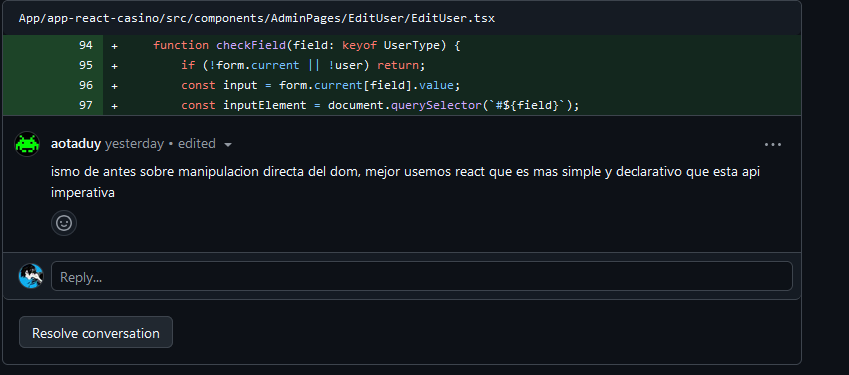 App/app-react-casino/src/components/AdminPages/EditUser/EditUser.tsx
94 + function checkField(field: keyof UserType) {
95 + if (!form.current || !user) return;
96 + const input = form.current[field].value;
97 + const inputElement = document.querySelector(`#${field}`);
aotaduy yesterday • edited
ismo de antes sobre manipulacion directa del dom, mejor usemos react que es mas simple y declarativo que esta api
imperativa
Reply...
Resolve conversation